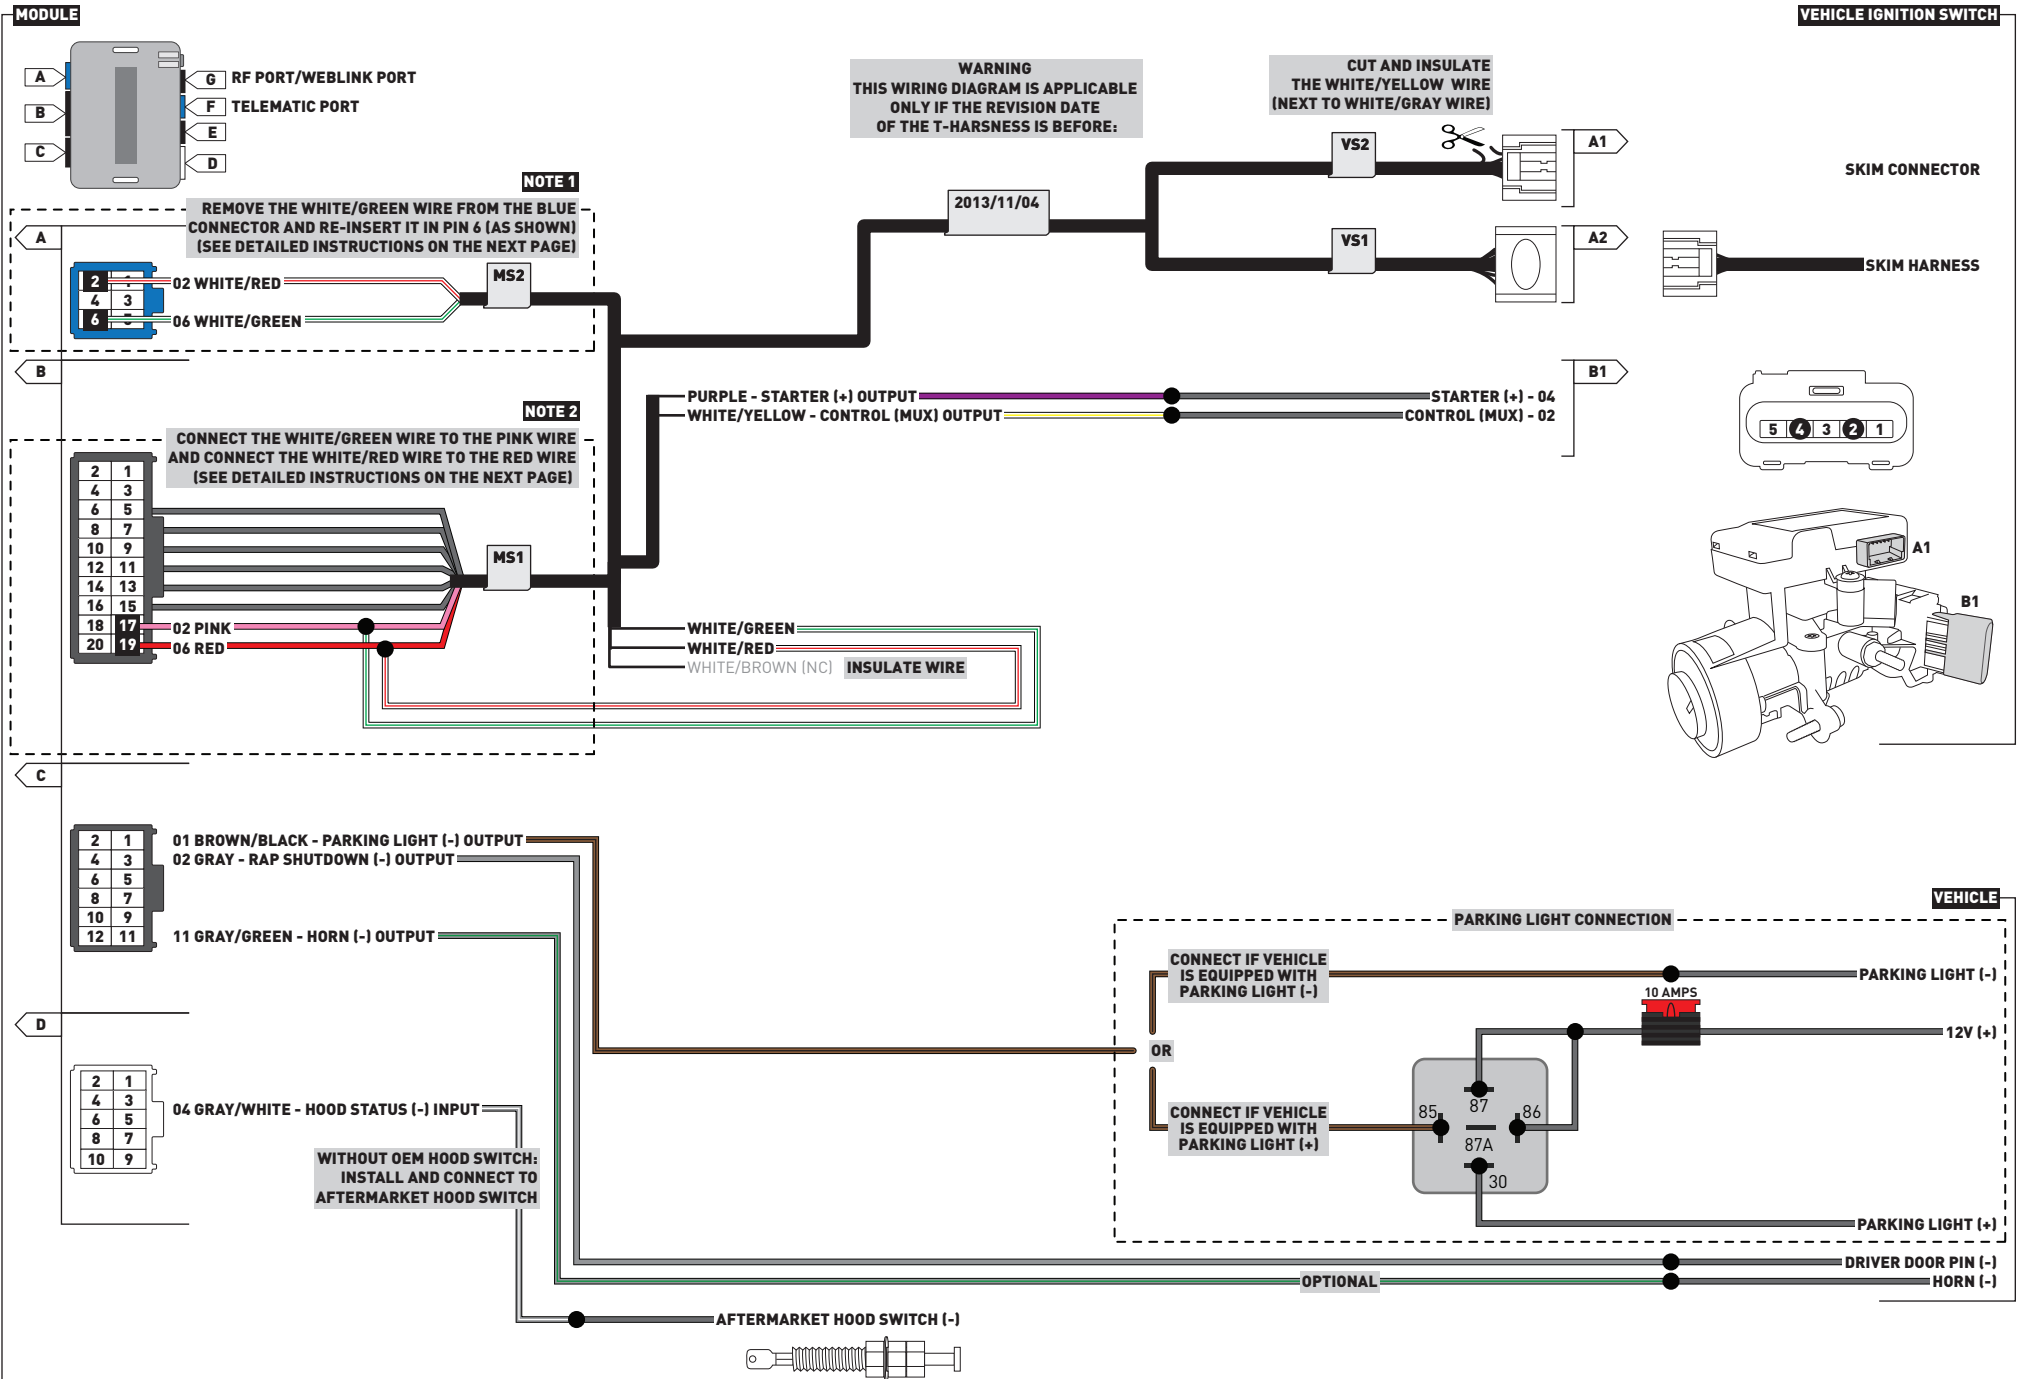 MODULE
VEHICLE IGNITION SWITCH
A
B
C
G RF PORT/WEBLINK PORT
F TELEMATIC PORT
E
D
WARNING
THIS WIRING DIAGRAM IS APPLICABLE
ONLY IF THE REVISION DATE
OF THE T-HARSNESS IS BEFORE:
CUT AND INSULATE
THE WHITE/YELLOW WIRE
(NEXT TO WHITE/GRAY WIRE)
VS2
A1
SKIM CONNECTOR
2013/11/04
VS1
A2
SKIM HARNESS
NOTE 1
REMOVE THE WHITE/GREEN WIRE FROM THE BLUE
CONNECTOR AND RE-INSERT IT IN PIN 6 (AS SHOWN)
(SEE DETAILED INSTRUCTIONS ON THE NEXT PAGE)
A
2 1
4 3
6 5
02 WHITE/RED
06 WHITE/GREEN
MS2
B
PURPLE - STARTER (+) OUTPUT
WHITE/YELLOW - CONTROL (MUX) OUTPUT
STARTER (+) - 04
CONTROL (MUX) - 02
B1
5 4 3 2 1
A1
B1
NOTE 2
CONNECT THE WHITE/GREEN WIRE TO THE PINK WIRE
AND CONNECT THE WHITE/RED WIRE TO THE RED WIRE
(SEE DETAILED INSTRUCTIONS ON THE NEXT PAGE)
2 1
4 3
6 5
8 7
10 9
12 11
14 13
16 15
18 17
20 19
02 PINK
06 RED
MS1
WHITE/GREEN
WHITE/RED
WHITE/BROWN (NC) INSULATE WIRE
C
2 1
4 3
6 5
8 7
10 9
12 11
01 BROWN/BLACK - PARKING LIGHT (-) OUTPUT
02 GRAY - RAP SHUTDOWN (-) OUTPUT
11 GRAY/GREEN - HORN (-) OUTPUT
VEHICLE
PARKING LIGHT CONNECTION
CONNECT IF VEHICLE
IS EQUIPPED WITH
PARKING LIGHT (-)
PARKING LIGHT (-)
10 AMPS
12V (+)
OR
CONNECT IF VEHICLE
IS EQUIPPED WITH
PARKING LIGHT (+)
85
87
86
87A
30
PARKING LIGHT (+)
D
2 1
4 3
6 5
8 7
10 9
04 GRAY/WHITE - HOOD STATUS (-) INPUT
WITHOUT OEM HOOD SWITCH:
INSTALL AND CONNECT TO
AFTERMARKET HOOD SWITCH
DRIVER DOOR PIN (-)
OPTIONAL
HORN (-)
AFTERMARKET HOOD SWITCH (-)